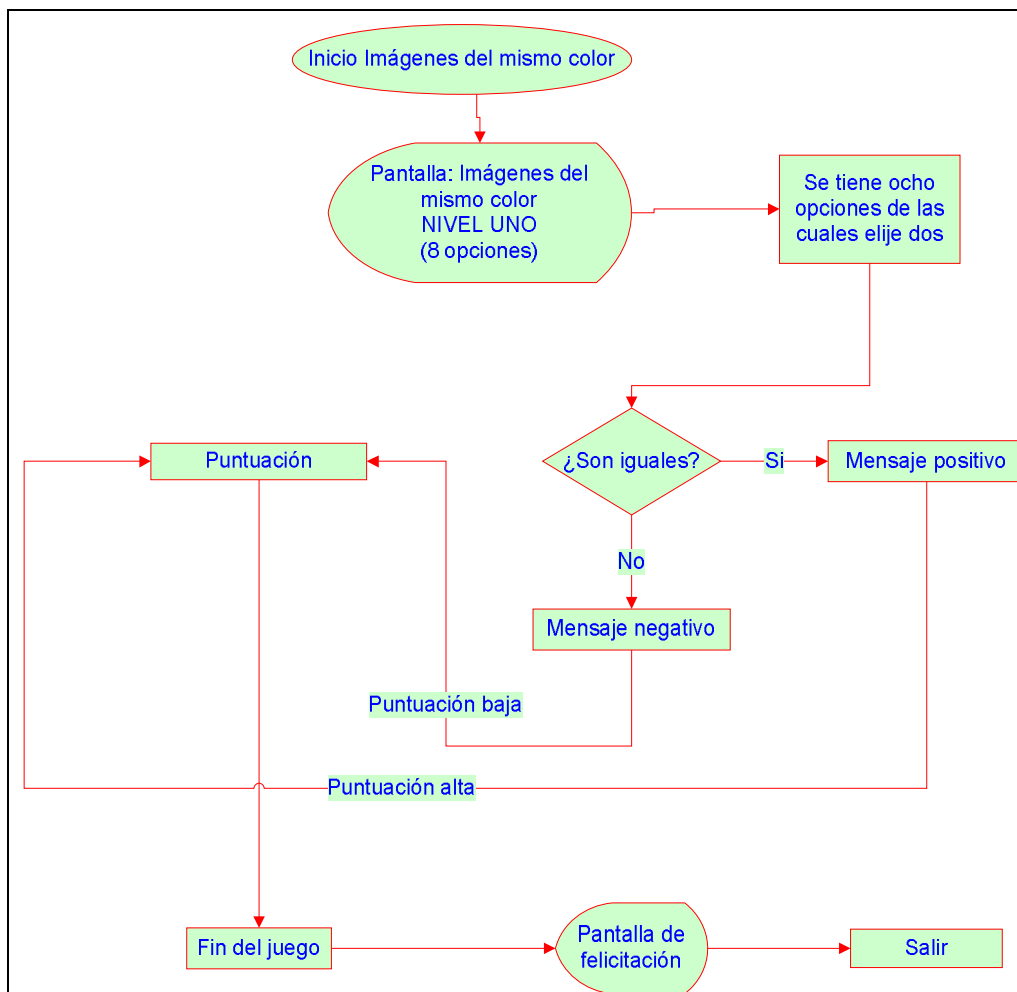 Inicio Imágenes del mismo color
Pantalla: Imágenes del
mismo color
NIVEL UNO
(8 opciones)
Se tiene ocho
opciones de las
cuales elije dos
Puntuación
¿Son iguales?
Si
Mensaje positivo
No
Mensaje negativo
Puntuación baja
Puntuación alta
Fin del juego
Pantalla de
felicitación
Salir